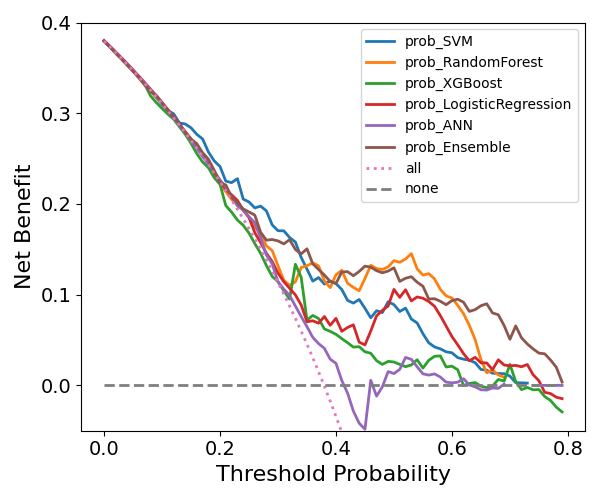 0.4
0.3
0.2
0.1
0.0
Net Benefit
prob_SVM
prob_RandomForest
prob_XGBoost
prob_LogisticRegression
prob_ANN
prob_Ensemble
all
none
0.0 0.2 0.4 0.6 0.8
Threshold Probability